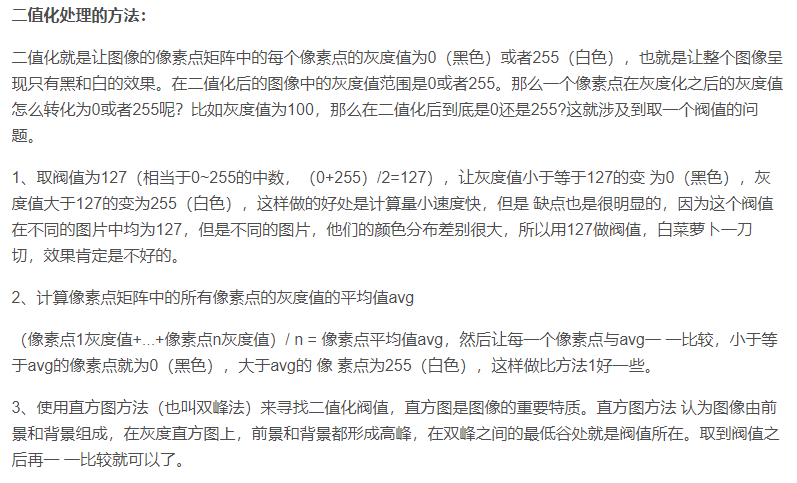 二值化处理的方法：
二值化就是让图像的像素点矩阵中的每个像素点的灰度值为0（黑色）或者255（白色），也就是让整个图像呈
现只有黑和白的效果。在二值化后的图像中的灰度值范围是0或者255。那么一个像素点在灰度化之后的灰度值
怎么转化为0或者255呢？比如灰度值为100，那么在二值化后到底是0还是255?这就涉及到取一个阀值的问
题。
1、取阀值为127（相当于0~255的中数，（0+255）/2=127），让灰度值小于等于127的变 为0（黑色），灰
度值大于127的变为255（白色），这样做的好处是计算量小速度快，但是 缺点也是很明显的，因为这个阀值
在不同的图片中均为127，但是不同的图片，他们的颜色分布差别很大，所以用127做阀值，白菜萝卜一刀
切，效果肯定是不好的。
2、计算像素点矩阵中的所有像素点的灰度值的平均值avg
（像素点1灰度值+...+像素点n灰度值）/ n = 像素点平均值avg，然后让每一个像素点与avg一 一比较，小于等
于avg的像素点就为0（黑色），大于avg的 像 素点为255（白色），这样做比方法1好一些。
3、使用直方图方法（也叫双峰法）来寻找二值化阀值，直方图是图像的重要特质。直方图方法 认为图像由前
景和背景组成，在灰度直方图上，前景和背景都形成高峰，在双峰之间的最低谷处就是阀值所在。取到阀值之
后再一 一比较就可以了。